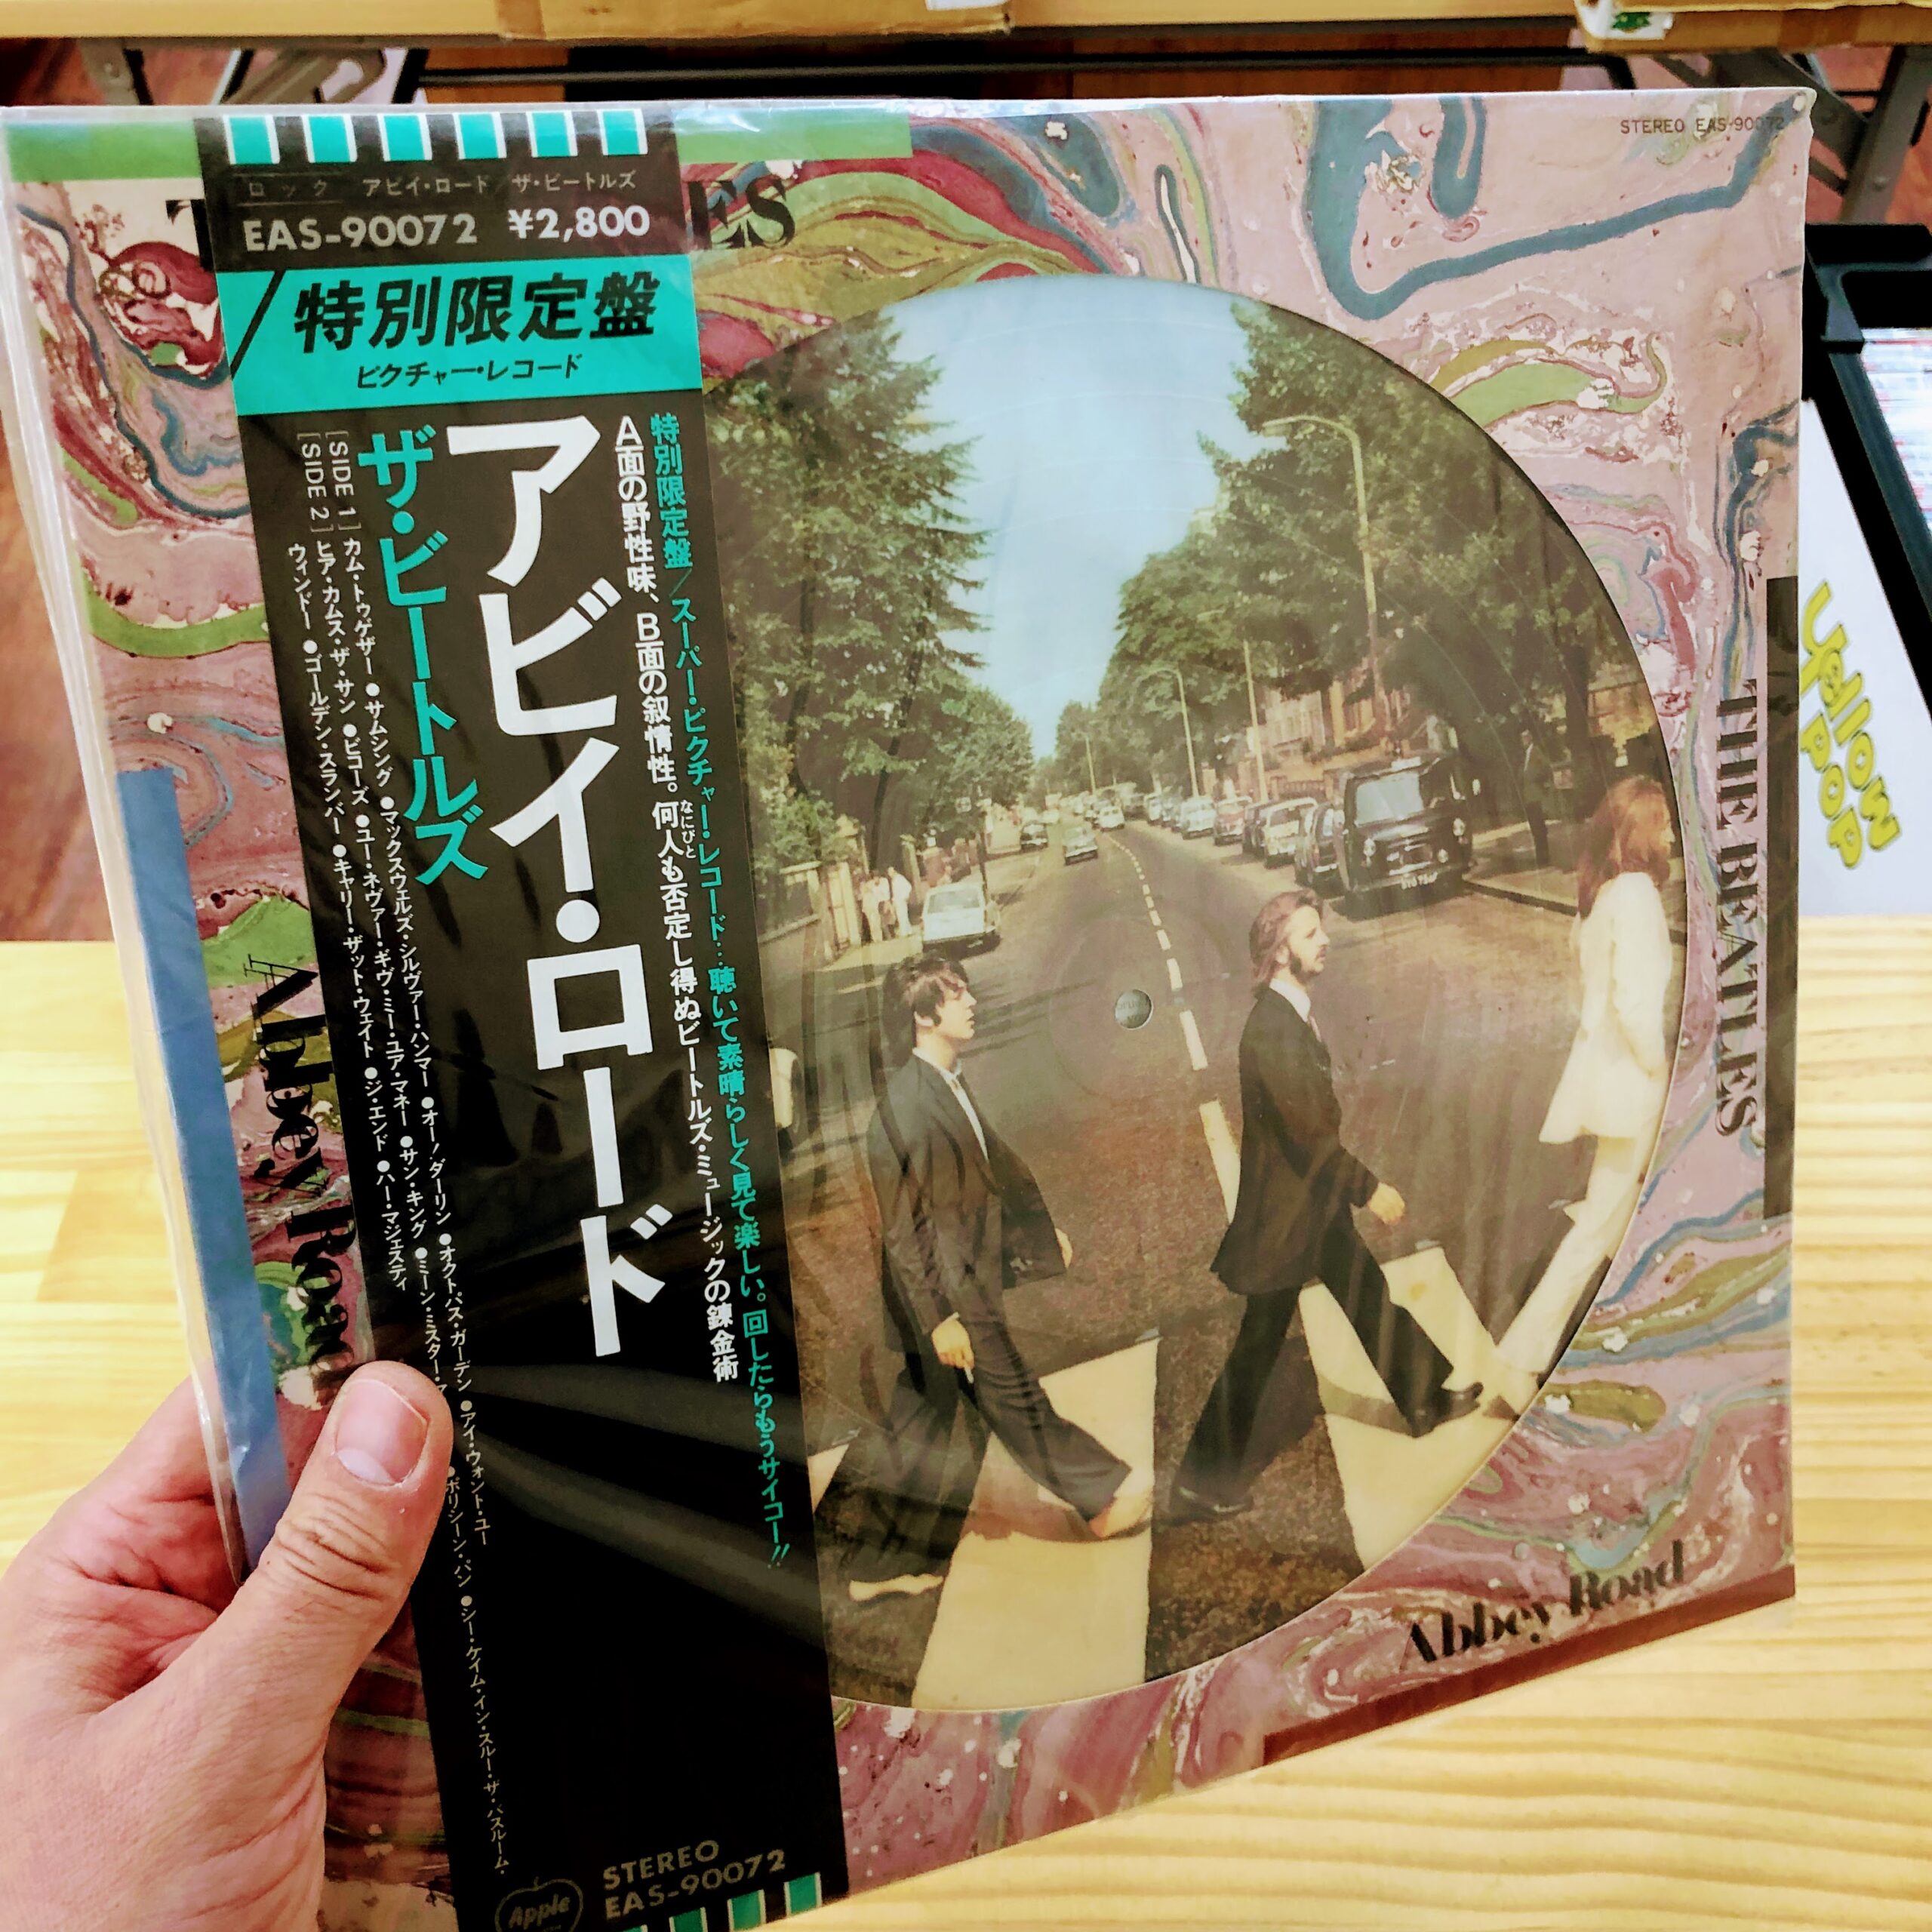 STEREO EAS-90072
ロック アビイ・ロード/ザ・ビートルズ
EAS-90072 ¥2,800
特別限定盤
ピクチャー・レコード
特別限定盤/スーパー・ピクチャー・レコード…聴いて素晴らしく見て楽しい。回したらもうサイコー!!
A面の野性味、B面の叙情性。何人も否定し得ぬビートルズ・ミュージックの錬金術
なにびと
アビイ・ロード
ザ・ビートルズ
[SIDE 1] カム・トゥゲザー ●サムシング ●マックスウェルズ・シルヴァー・ハンマー ●オー!ダーリン ●オクトパス・ガーデン ●アイ・ウォント・ユー
[SIDE 2] ヒア・カムス・ザ・サン ●ビコーズ ●ユー・ネヴァー・ギヴ・ミー・ユア・マネー ●サン・キング ●ミーン・ミスター・ ●ポリシーン・パン ●シー・ケイム・イン・スルー・ザ・バスルーム・
ウィンドー ●ゴールデン・スランバー ●キャリー・ザット・ウェイト ●ジ・エンド ●ハー・マジェスティ
Apple
STEREO
EAS-90072
ES
Abbey Road
THE BEATLES
Abbey Road
Yellow
POP